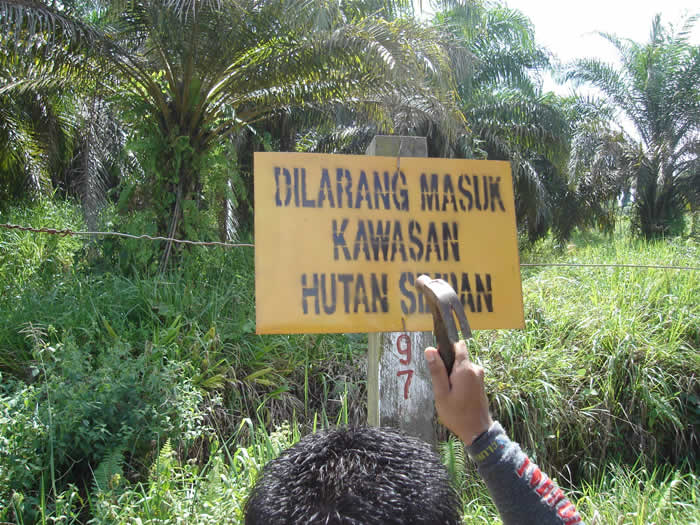 DILARANG MASUK
KAWASAN
HUTAN
97